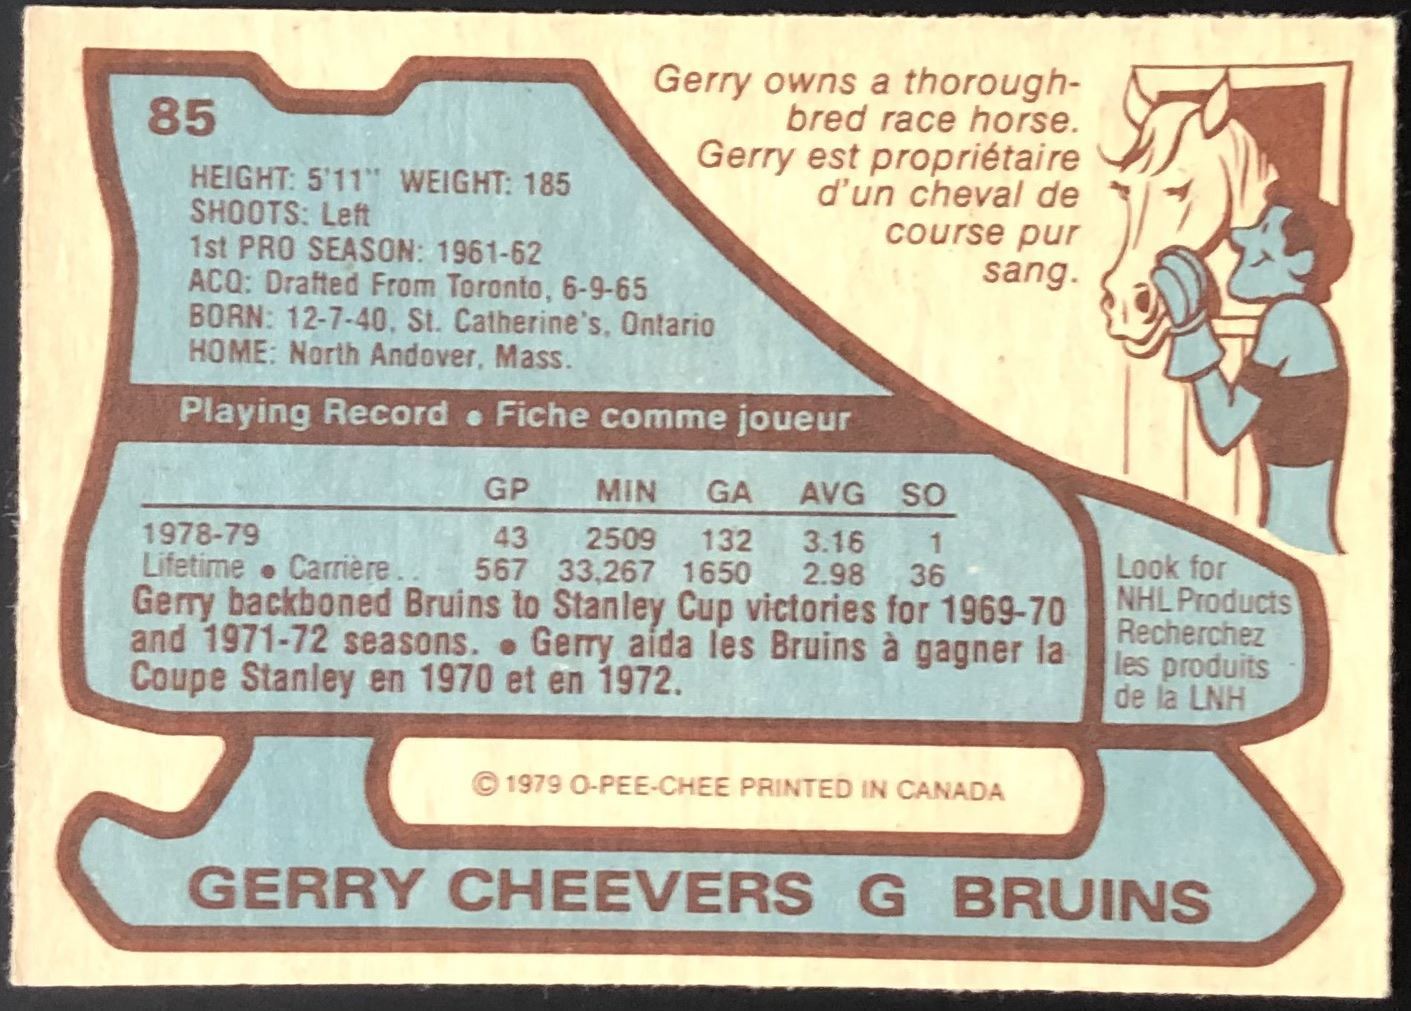 85
HEIGHT: 5'11" WEIGHT: 185
SHOOTS: Left
1st PRO SEASON: 1961-62
ACQ: Drafted From Toronto, 6-9-65
BORN: 12-7-40, St. Catherine's, Ontario
HOME: North Andover, Mass.
Gerry owns a thorough-
bred race horse.
Gerry est propriétaire
d'un cheval de
course pur
sang.
Playing Record • Fiche comme joueur
GP MIN GA AVG SO
1978-79 43 2509 132 3.16 1
Lifetime • Carrière.. 567 33,267 1650 2.98 36
Gerry backboned Bruins to Stanley Cup victories for 1969-70
and 1971-72 seasons. • Gerry aida les Bruins à gagner la
Coupe Stanley en 1970 et en 1972.
Look for
NHL Products
Recherchez
les produits
de la LNH
© 1979 O-PEE-CHEE PRINTED IN CANADA
GERRY CHEEVERS G BRUINS